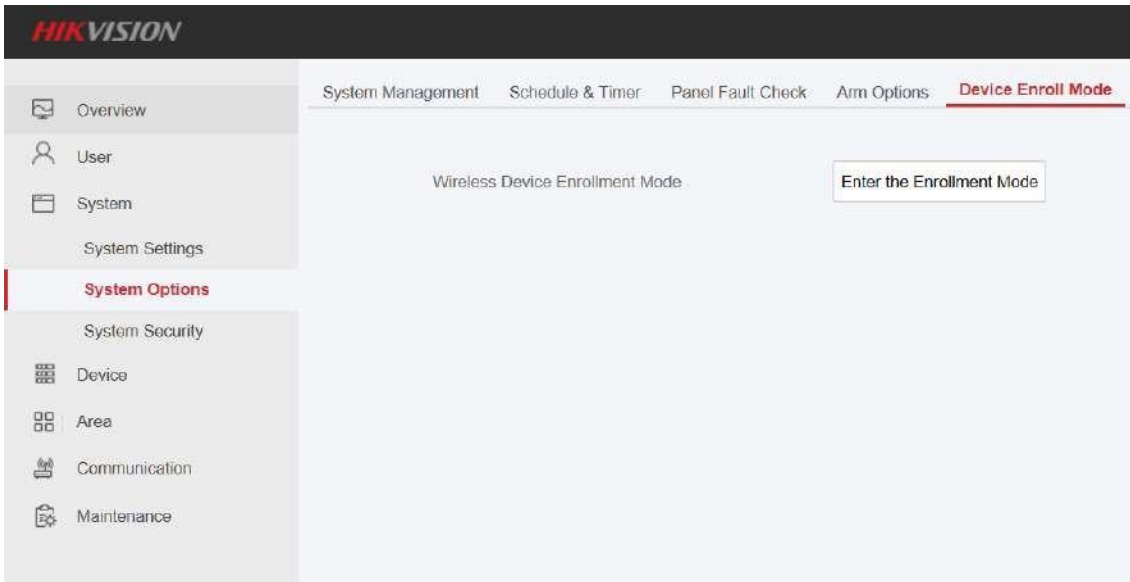 HIKVISION
System Management Schedule & Timer Panel Fault Check Arm Options Device Enroll Mode
Overview
User
Wireless Device Enrollment Mode Enter the Enrollment Mode
System
System Settings
System Options
System Security
Device
Area
Communication
Maintenance